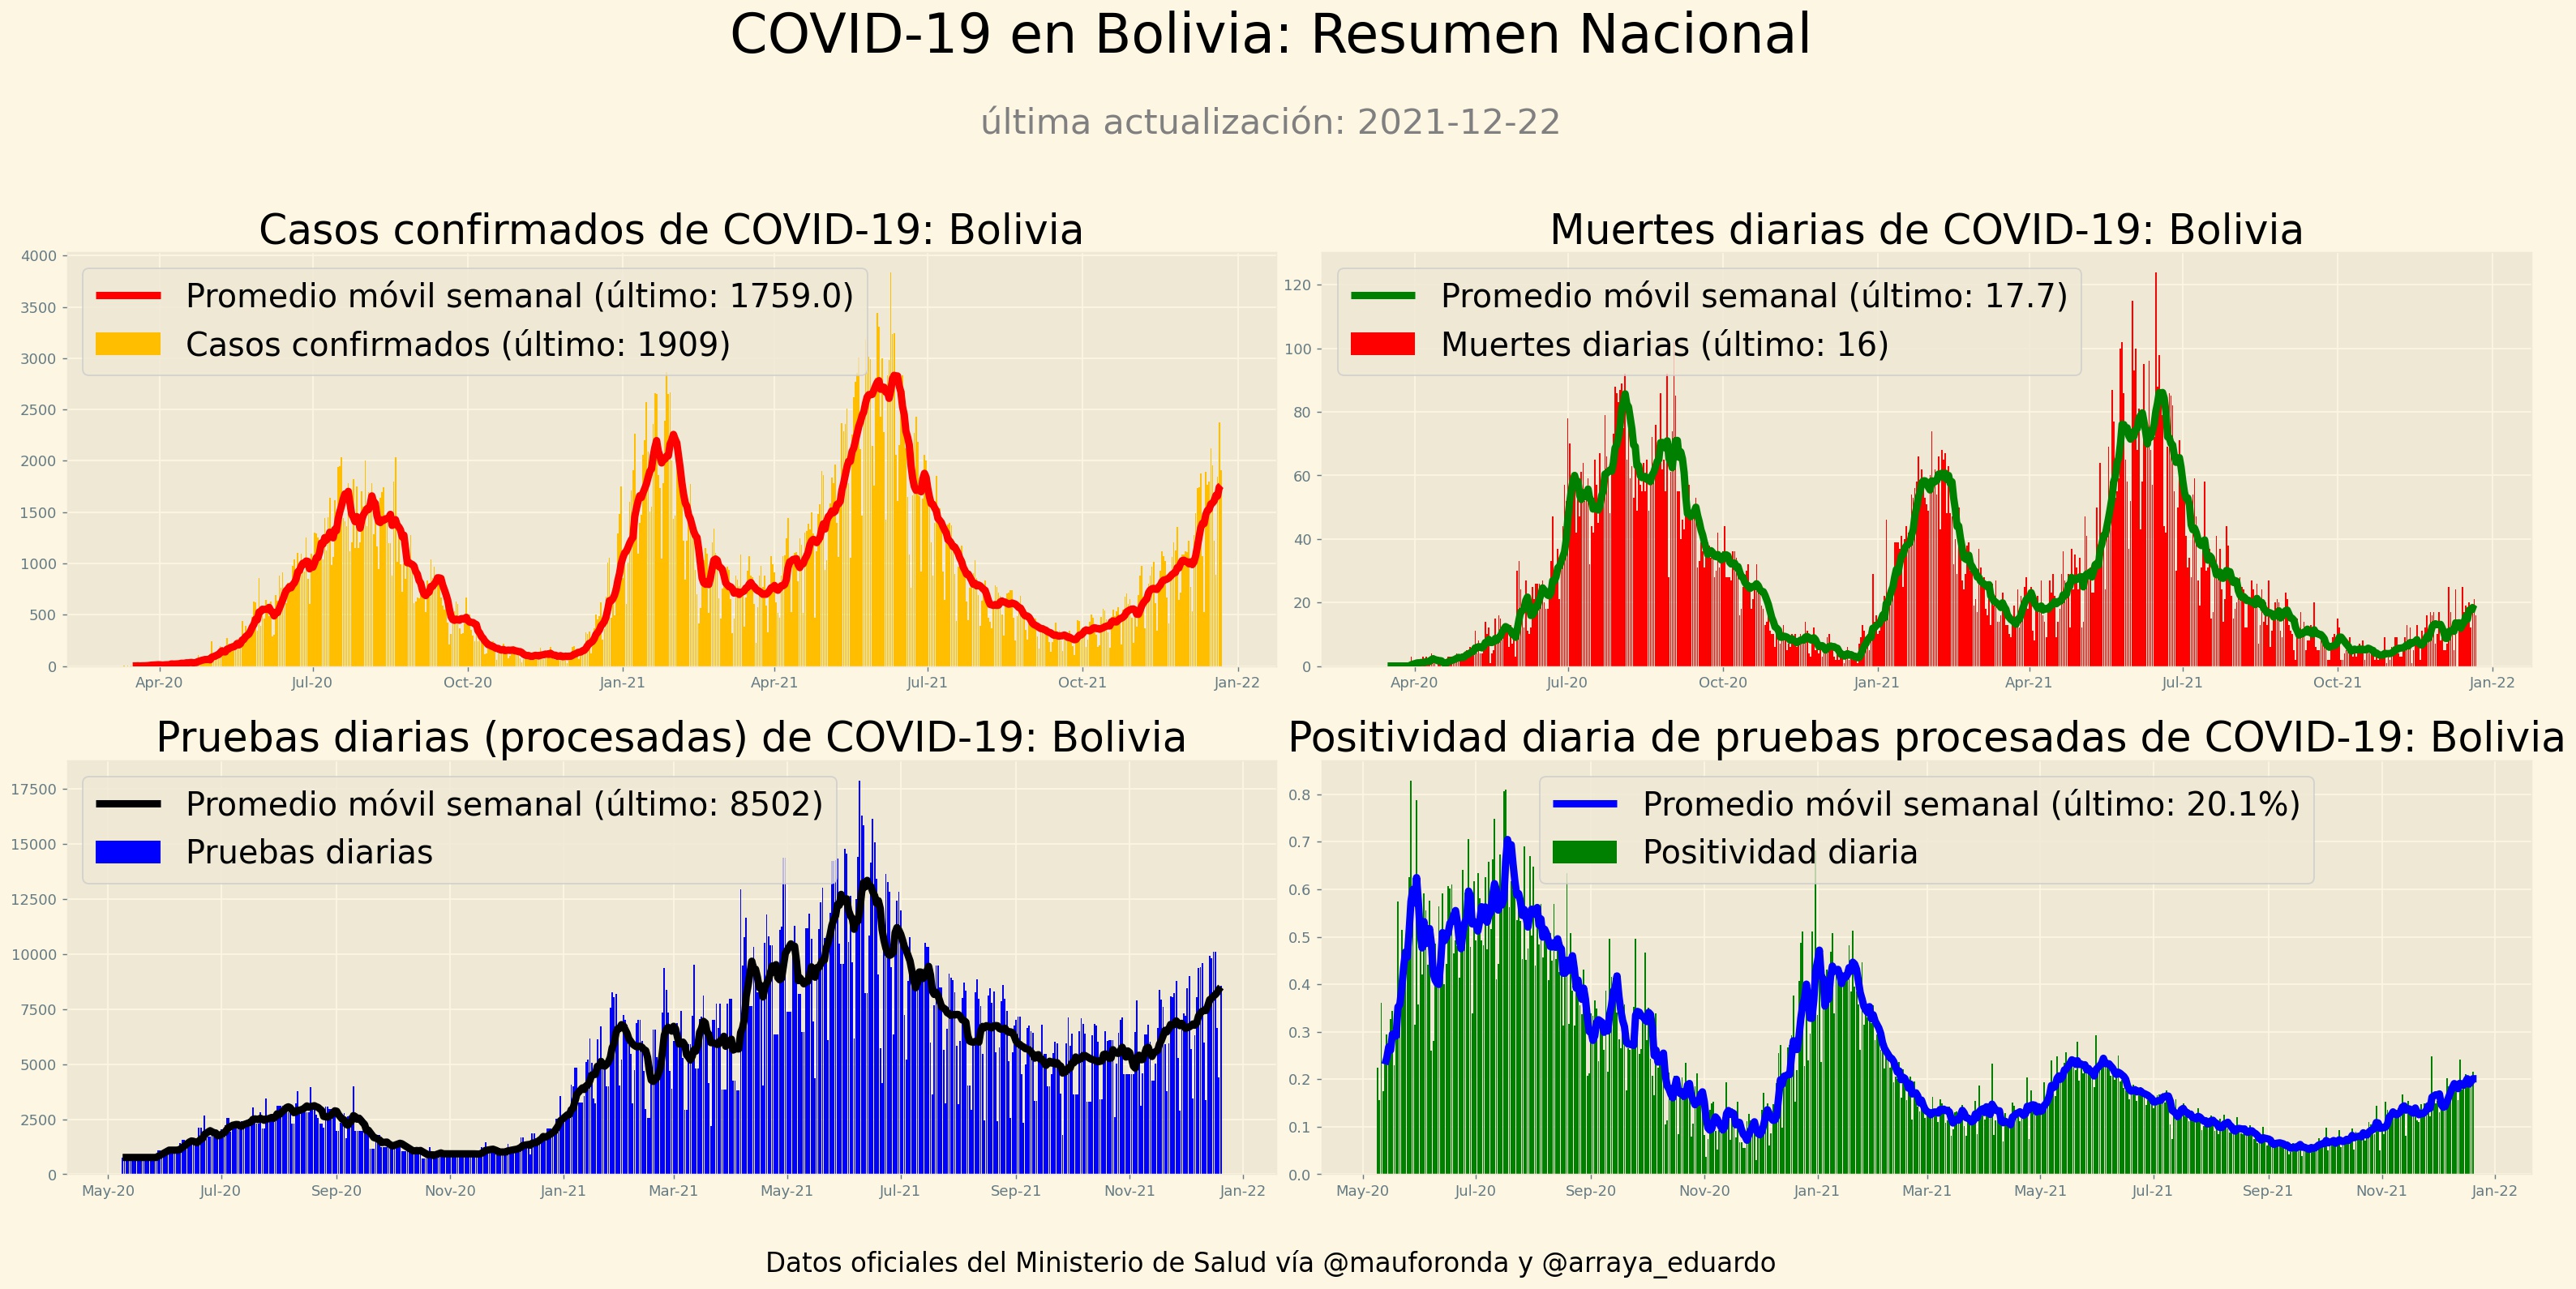 COVID-19 en Bolivia: Resumen Nacional
última actualización: 2021-12-22
Casos confirmados de COVID-19: Bolivia
Promedio móvil semanal (último: 1759.0)
Casos confirmados (último: 1909)
4000
3500
3000
2500
2000
1500
1000
500
0
Apr-20 Jul-20 Oct-20 Jan-21 Apr-21 Jul-21 Oct-21 Jan-22
Muertes diarias de COVID-19: Bolivia
Promedio móvil semanal (último: 17.7)
Muertes diarias (último: 16)
120
100
80
60
40
20
0
Apr-20 Jul-20 Oct-20 Jan-21 Apr-21 Jul-21 Oct-21 Jan-22
Pruebas diarias (procesadas) de COVID-19: Bolivia
Promedio móvil semanal (último: 8502)
Pruebas diarias
17500
15000
12500
10000
7500
5000
2500
0
May-20 Jul-20 Sep-20 Nov-20 Jan-21 Mar-21 May-21 Jul-21 Sep-21 Nov-21 Jan-22
Positividad diaria de pruebas procesadas de COVID-19: Bolivia
Promedio móvil semanal (último: 20.1%)
Positividad diaria
0.8
0.7
0.6
0.5
0.4
0.3
0.2
0.1
0.0
May-20 Jul-20 Sep-20 Nov-20 Jan-21 Mar-21 May-21 Jul-21 Sep-21 Nov-21 Jan-22
Datos oficiales del Ministerio de Salud vía @mauforonda y @arraya_eduardo